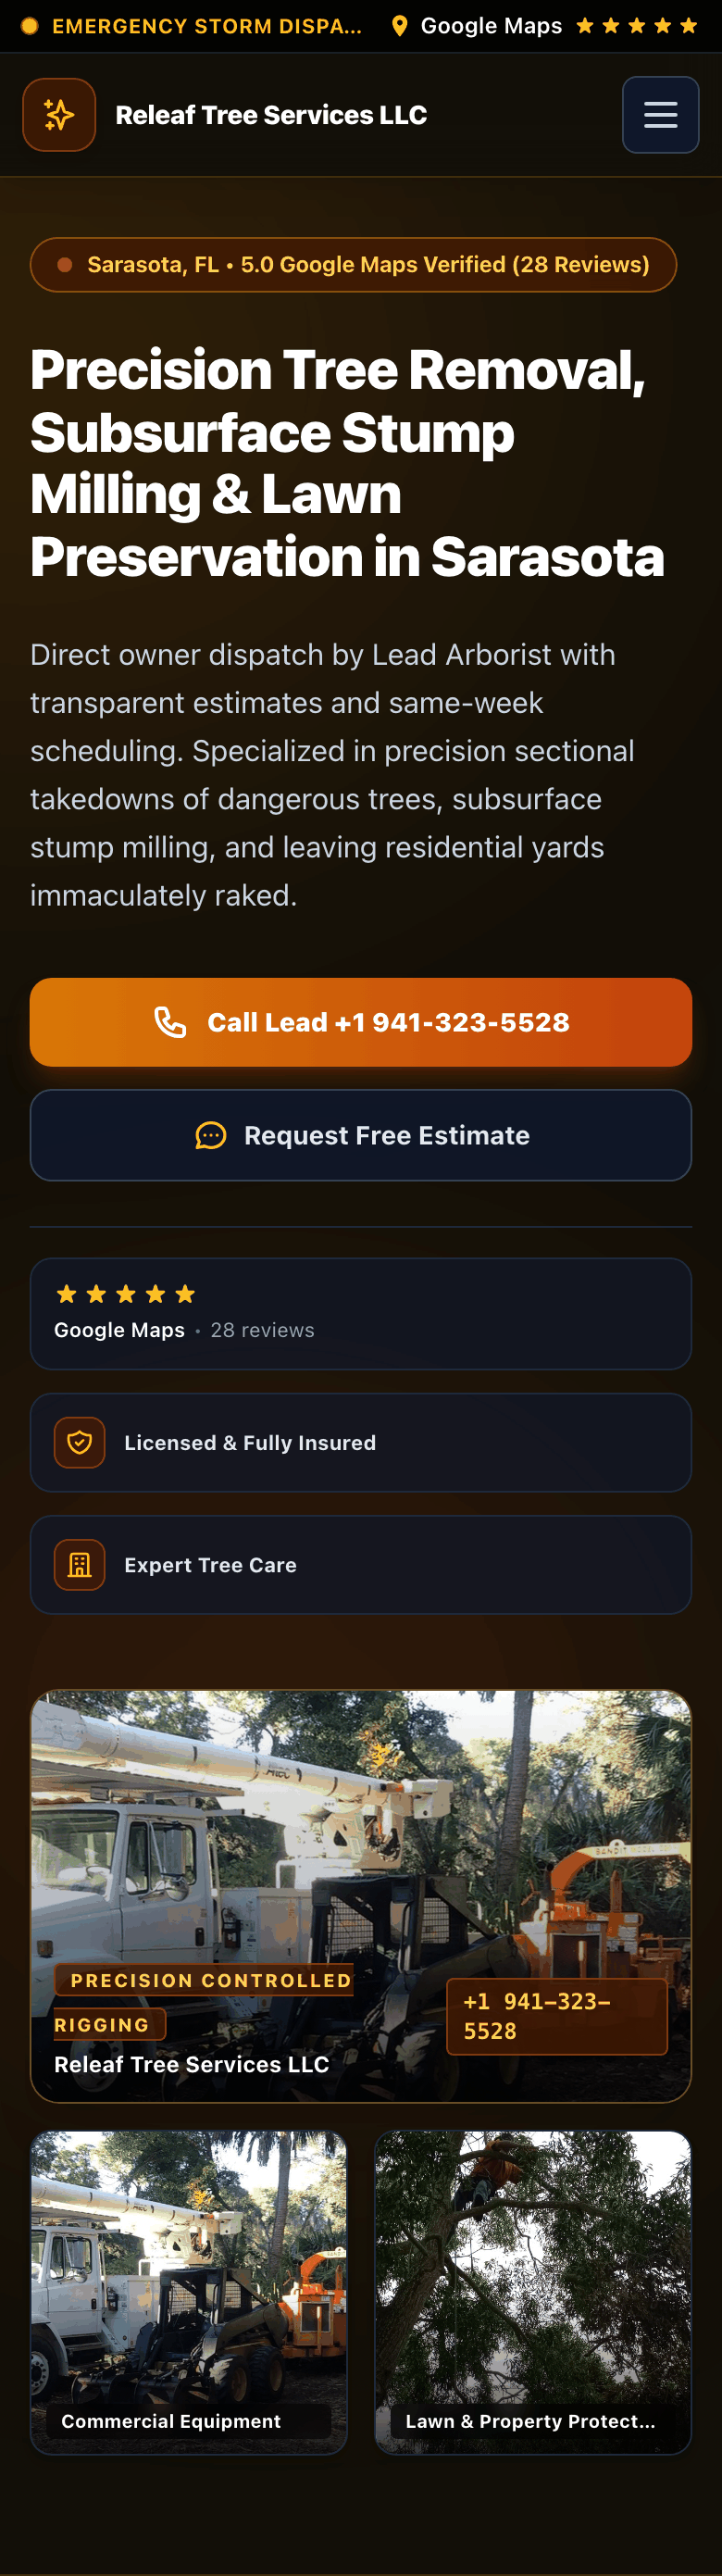 EMERGENCY STORM DISPA... Google Maps
Releaf Tree Services LLC
Sarasota, FL • 5.0 Google Maps Verified (28 Reviews)
Precision Tree Removal,
Subsurface Stump
Milling & Lawn
Preservation in Sarasota
Direct owner dispatch by Lead Arborist with
transparent estimates and same-week
scheduling. Specialized in precision sectional
takedowns of dangerous trees, subsurface
stump milling, and leaving residential yards
immaculately raked.
Call Lead +1 941-323-5528
Request Free Estimate
Google Maps • 28 reviews
Licensed & Fully Insured
Expert Tree Care
PRECISION CONTROLLED
RIGGING
Releaf Tree Services LLC
+1 941-323-
5528
Commercial Equipment
Lawn & Property Protect...